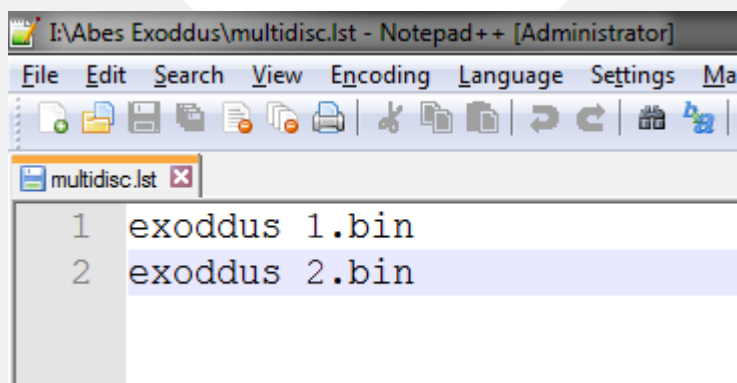 I:\Abes Exoddus\multidisc.lst - Notepad++ [Administrator]
File Edit Search View Encoding Language Settings Ma
multidisc.lst
1 exoddus 1.bin
2 exoddus 2.bin